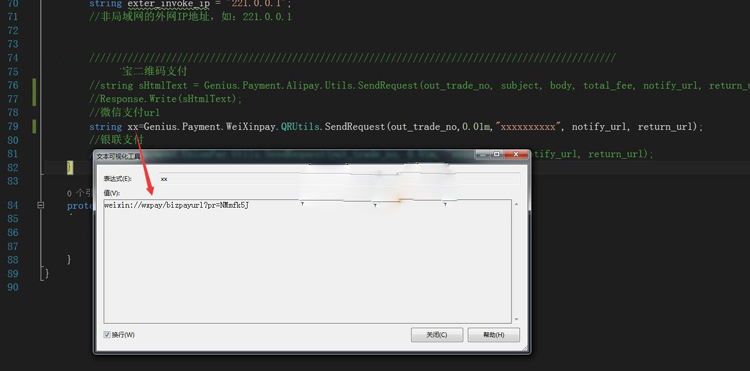 70 string exter_invoke_ip = "221.0.0.1";
71 //非局域网的外网IP地址，如：221.0.0.1
72
73
74 ////////////////////////////////////////////////////////////////////////////////////////////////
75 宝二维码支付
76 //string sHtmlText = Genius.Payment.Alipay.Utils.SendRequest(out_trade_no, subject, body, total_fee, notify_url, return_u
77 //Response.Write(sHtmlText);
78 //微信支付url
79 string xx=Genius.Payment.WeiXinpay.QRUtils.SendRequest(out_trade_no,0.01m,"xxxxxxxxxx", notify_url, return_url);
80 //银联支付
81 notify_url, return_url);
82 }
83
0 个引
84 prote
85
86
87
88 }
89 }
90
文本可视化工具
表达式(E): xx
值(V):
weixin://wxpay/bizpayurl?pr=NMmfk5J
换行(W)
关闭(C)
帮助(H)